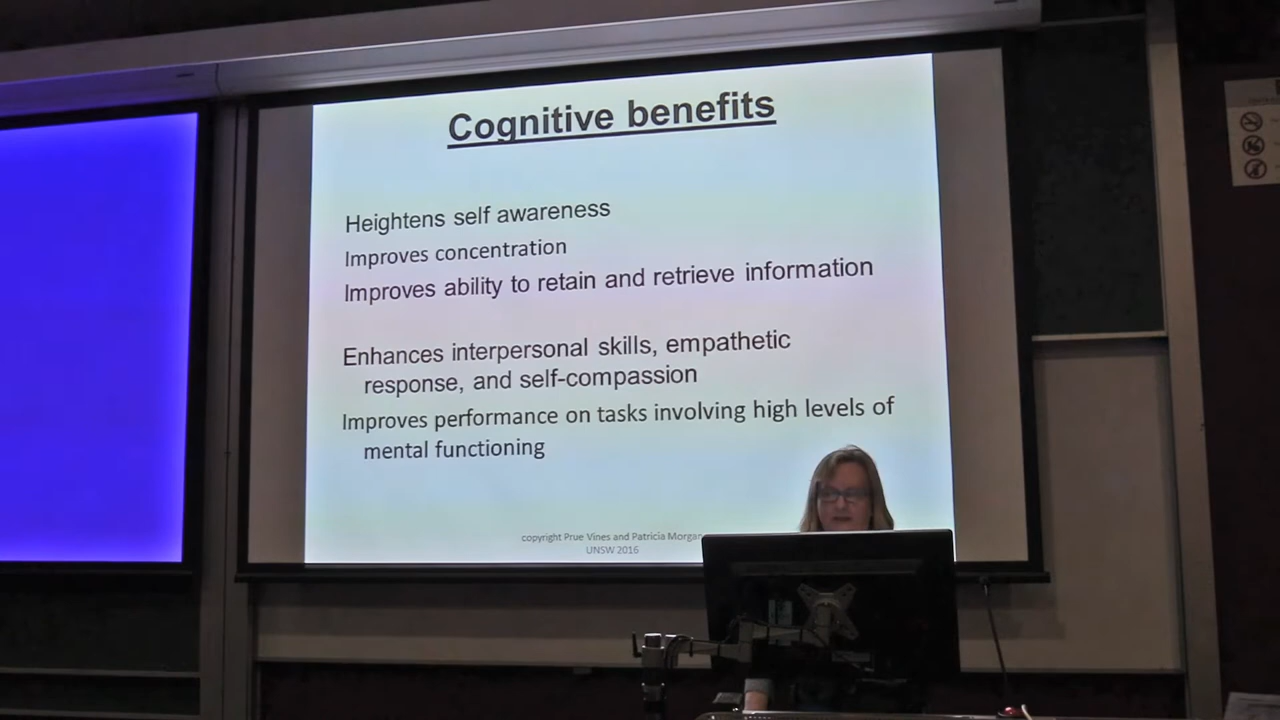 Cognitive benefits
Heightens self awareness
Improves concentration
Improves ability to retain and retrieve information
Enhances interpersonal skills, empathetic
response, and self-compassion
Improves performance on tasks involving high levels of
mental functioning
copyright Prue Vines and Patricia Morgan
UNSW 2016